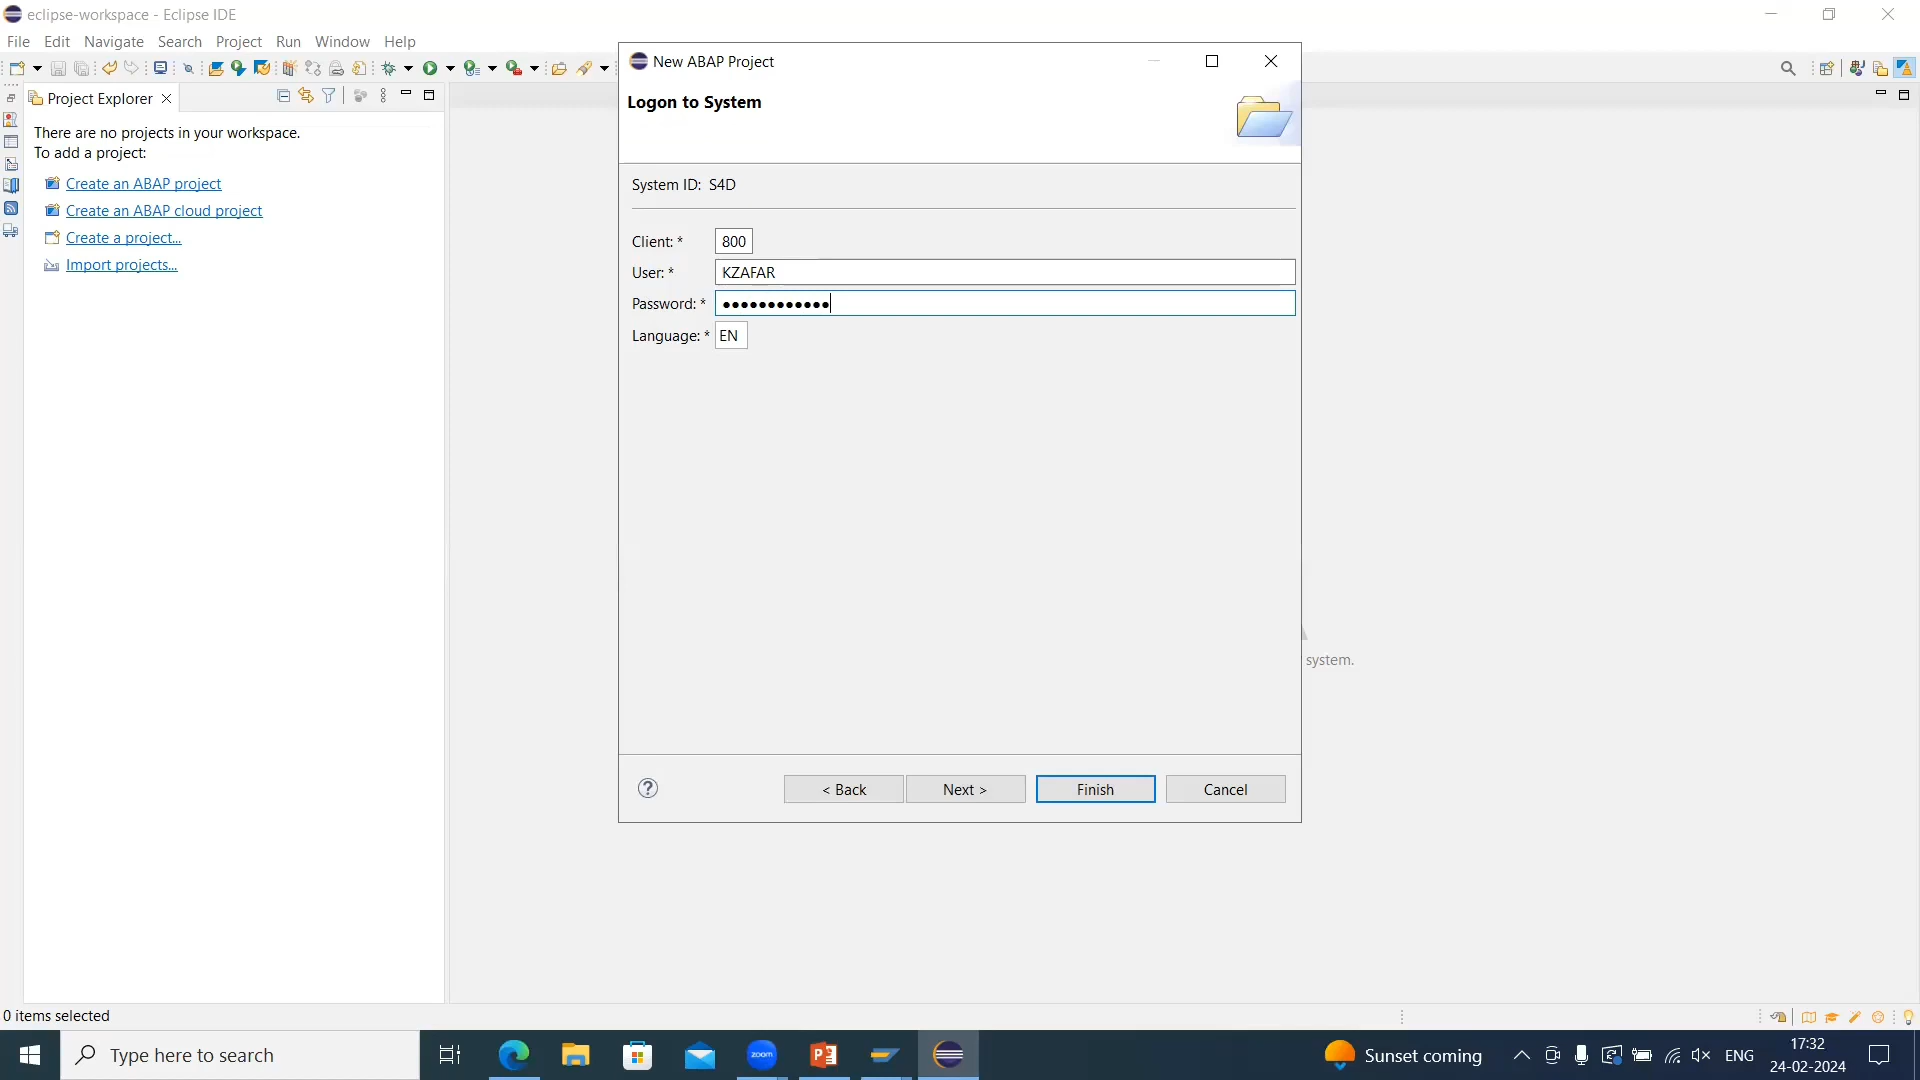 eclipse-workspace - Eclipse IDE
File Edit Navigate Search Project Run Window Help
Project Explorer
There are no projects in your workspace.
To add a project:
Create an ABAP project
Create an ABAP cloud project
Create a project...
Import projects...
New ABAP Project
Logon to System
System ID: S4D
Client: * 800
User: * KZAFAR
Password: * ●●●●●●●●●●●●
Language: * EN
system.
< Back Next > Finish Cancel
0 items selected
Type here to search
zoom
Sunset coming
ENG
17:32
24-02-2024